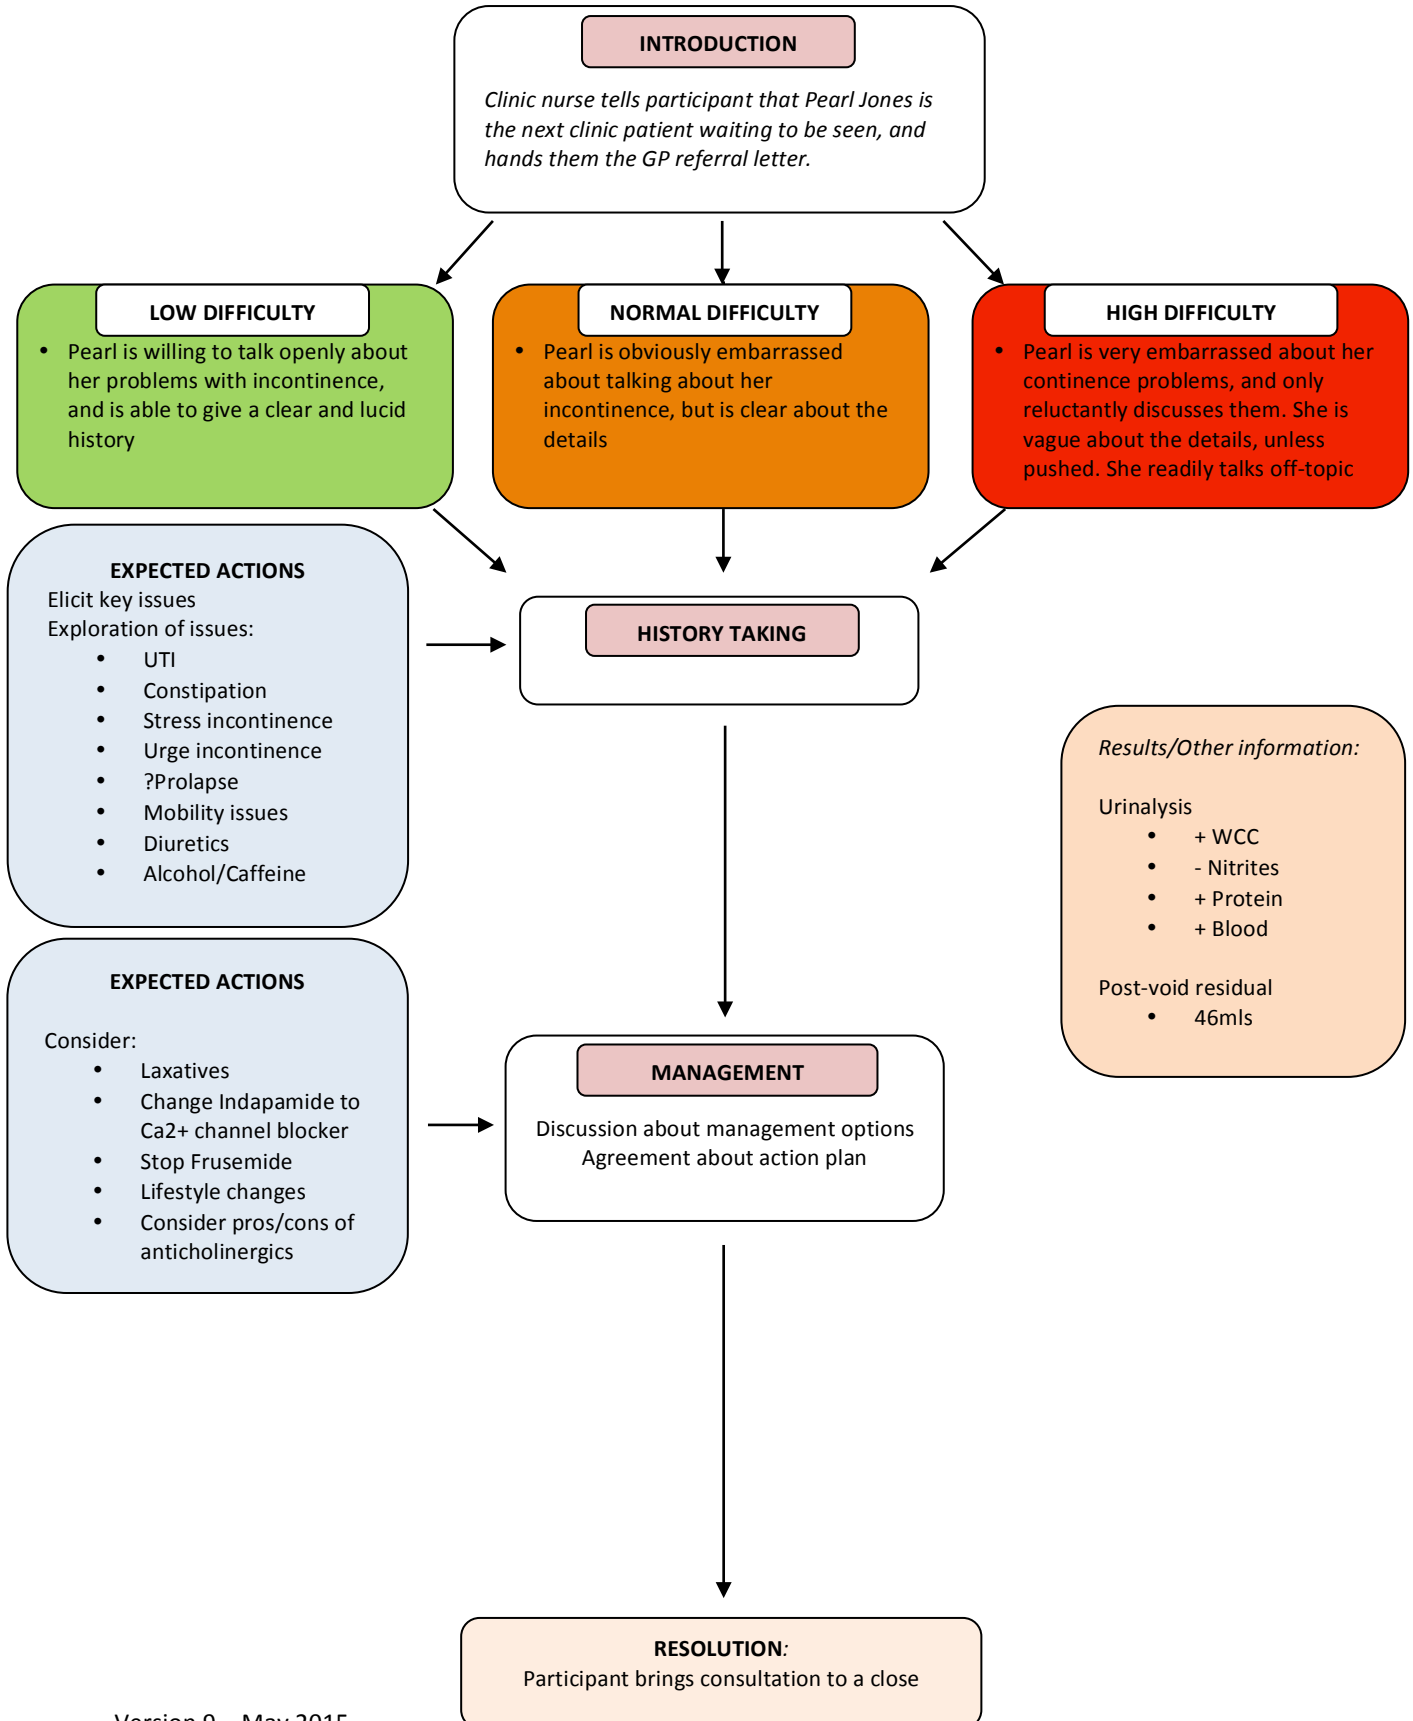 INTRODUCTION
Clinic nurse tells participant that Pearl Jones is
the next clinic patient waiting to be seen, and
hands them the GP referral letter.
LOW DIFFICULTY
• Pearl is willing to talk openly about
her problems with incontinence,
and is able to give a clear and lucid
history
NORMAL DIFFICULTY
• Pearl is obviously embarrassed
about talking about her
incontinence, but is clear about the
details
HIGH DIFFICULTY
• Pearl is very embarrassed about her
continence problems, and only
reluctantly discusses them. She is
vague about the details, unless
pushed. She readily talks off-topic
EXPECTED ACTIONS
Elicit key issues
Exploration of issues:
• UTI
• Constipation
• Stress incontinence
• Urge incontinence
• ?Prolapse
• Mobility issues
• Diuretics
• Alcohol/Caffeine
HISTORY TAKING
Results/Other information:
Urinalysis
• + WCC
• - Nitrites
• + Protein
• + Blood
Post-void residual
• 46mls
EXPECTED ACTIONS
Consider:
• Laxatives
• Change Indapamide to
Ca2+ channel blocker
• Stop Frusemide
• Lifestyle changes
• Consider pros/cons of
anticholinergics
MANAGEMENT
Discussion about management options
Agreement about action plan
RESOLUTION:
Participant brings consultation to a close
Version 9 – May 2015